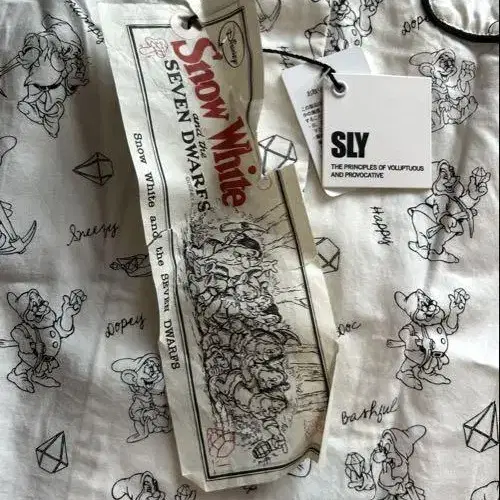 Disney
Snow White
and the
SEVEN DWARFS
Snow White and the SEVEN DWARFS
SLY
THE PRINCIPLES OF VOLUPTUOUS
AND PROVOCATIVE
Dopey
Sneezy
Happy
Dopey
Doc
Bashful